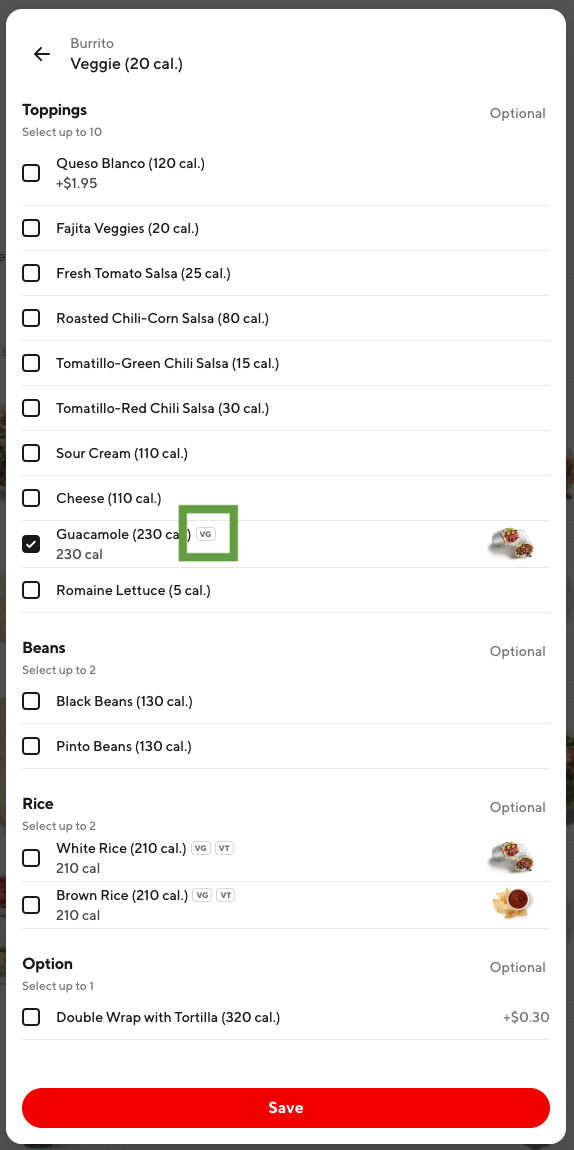 Burrito
Veggie (20 cal.)
Toppings
Optional
Select up to 10
Queso Blanco (120 cal.)
+$1.95
Fajita Veggies (20 cal.)
Fresh Tomato Salsa (25 cal.)
Roasted Chili-Corn Salsa (80 cal.)
Tomatillo-Green Chili Salsa (15 cal.)
Tomatillo-Red Chili Salsa (30 cal.)
Sour Cream (110 cal.)
Cheese (110 cal.)
Guacamole (230 ca ) VG
230 cal
Romaine Lettuce (5 cal.)
Beans
Optional
Select up to 2
Black Beans (130 cal.)
Pinto Beans (130 cal.)
Rice
Optional
Select up to 2
White Rice (210 cal.) VG VT
210 cal
Brown Rice (210 cal.) VG VT
210 cal
Option
Optional
Select up to 1
Double Wrap with Tortilla (320 cal.) +$0.30
Save